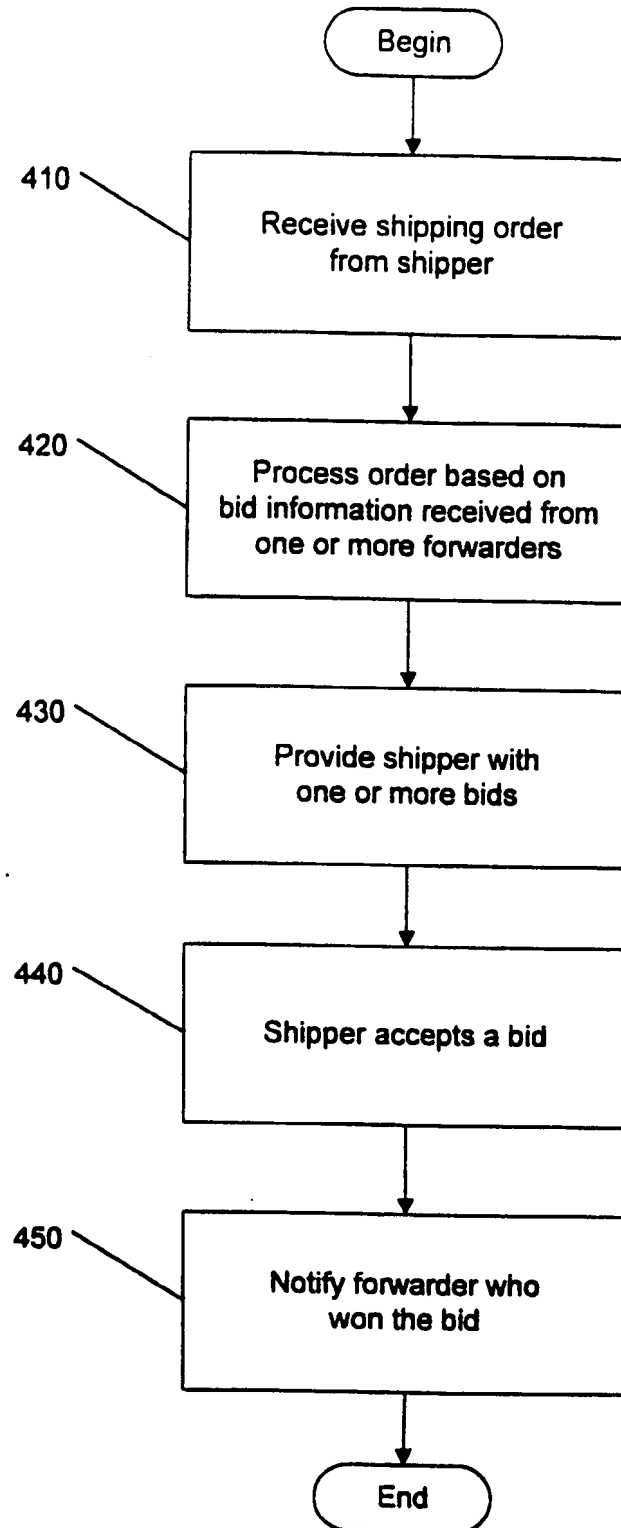 Begin
410
Receive shipping order
from shipper
420
Process order based on
bid information received from
one or more forwarders
430
Provide shipper with
one or more bids
440
Shipper accepts a bid
450
Notify forwarder who
won the bid
End